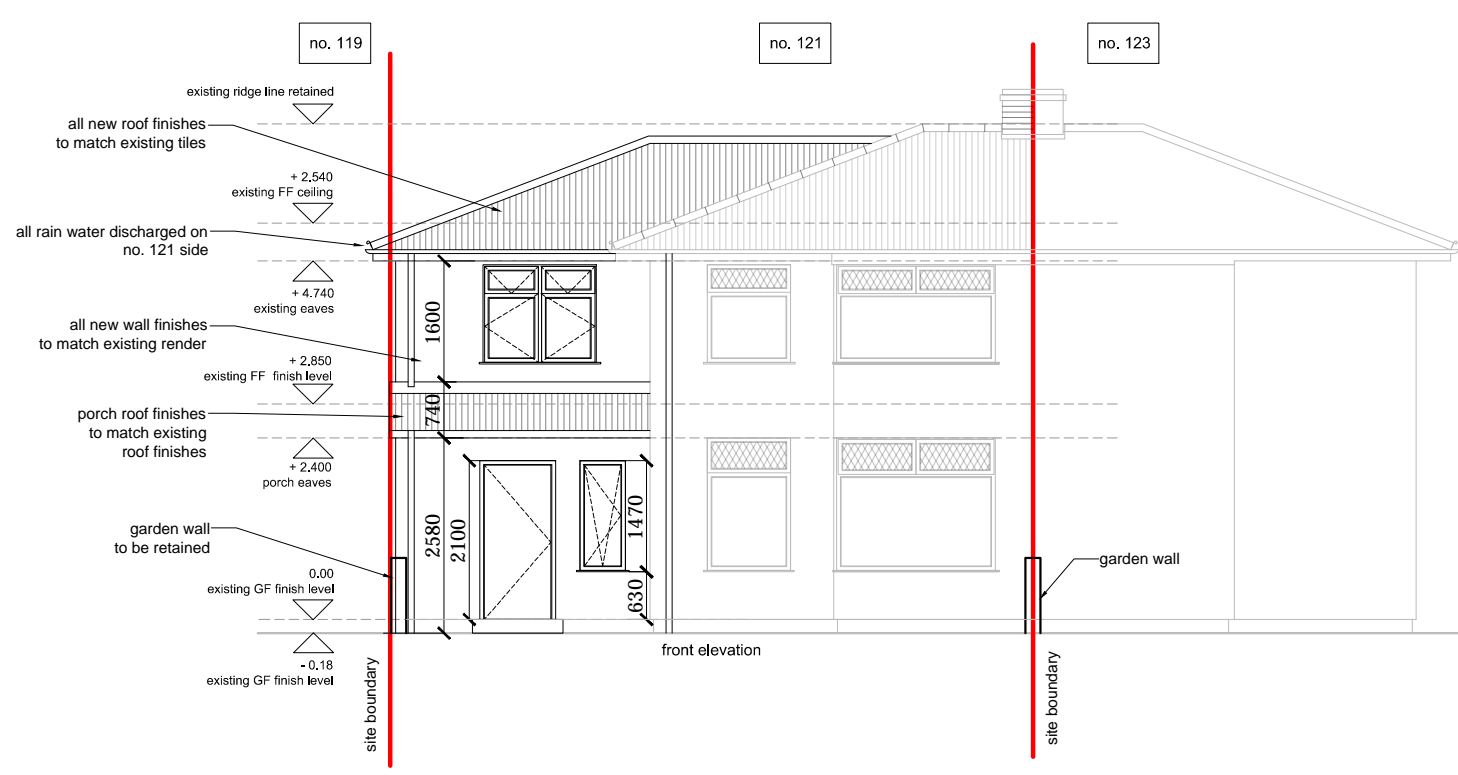 no. 119
no. 121
no. 123
existing ridge line retained
all new roof finishes
to match existing tiles
+ 2.540
existing FF ceiling
all rain water discharged on
no. 121 side
+ 4.740
existing eaves
all new wall finishes
to match existing render
+ 2.850
existing FF finish level
porch roof finishes
to match existing
roof finishes
+ 2.400
porch eaves
garden wall
to be retained
0.00
existing GF finish level
- 0.18
existing GF finish level
1600
740
2580
2100
1470
630
garden wall
front elevation
site boundary
site boundary